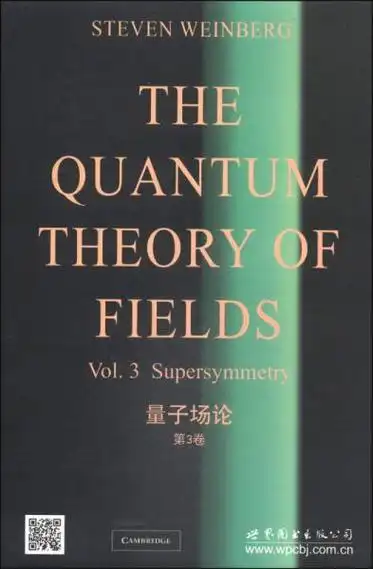 STEVEN WEINBERG
THE
QUANTUM
THEORY OF
FIELDS
Vol. 3 Supersymmetry
量子场论
第3卷
CAMBRIDGE
世界图书出版公司
www.wpcbj.com.cn